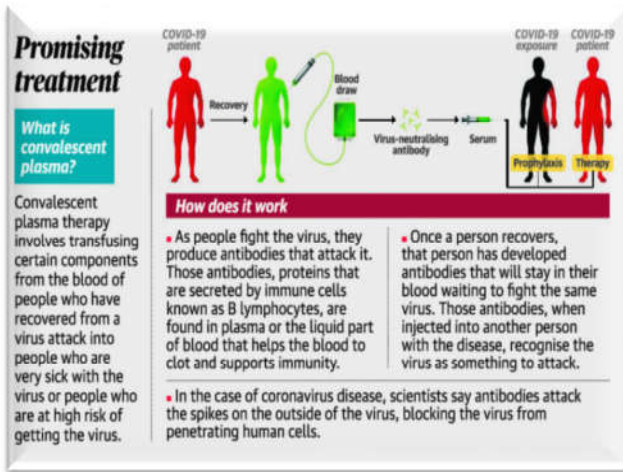 Promising
treatment
What is
convalescent
plasma?
Convalescent
plasma therapy
involves transfusing
certain components
from the blood of
people who have
recovered from a
virus attack into
people who are
very sick with the
virus or people who
are at high risk of
getting the virus.
COVID-19
patient
Recovery
Blood
draw
Virus-neutralising
antibody
Serum
COVID-19
exposure
COVID-19
patient
Prophylaxis
Therapy
How does it work
▪ As people fight the virus, they
produce antibodies that attack it.
Those antibodies, proteins that
are secreted by immune cells
known as B lymphocytes, are
found in plasma or the liquid part
of blood that helps the blood to
clot and supports immunity.
▪ Once a person recovers,
that person has developed
antibodies that will stay in their
blood waiting to fight the same
virus. Those antibodies, when
injected into another person
with the disease, recognise the
virus as something to attack.
▪ In the case of coronavirus disease, scientists say antibodies attack
the spikes on the outside of the virus, blocking the virus from
penetrating human cells.